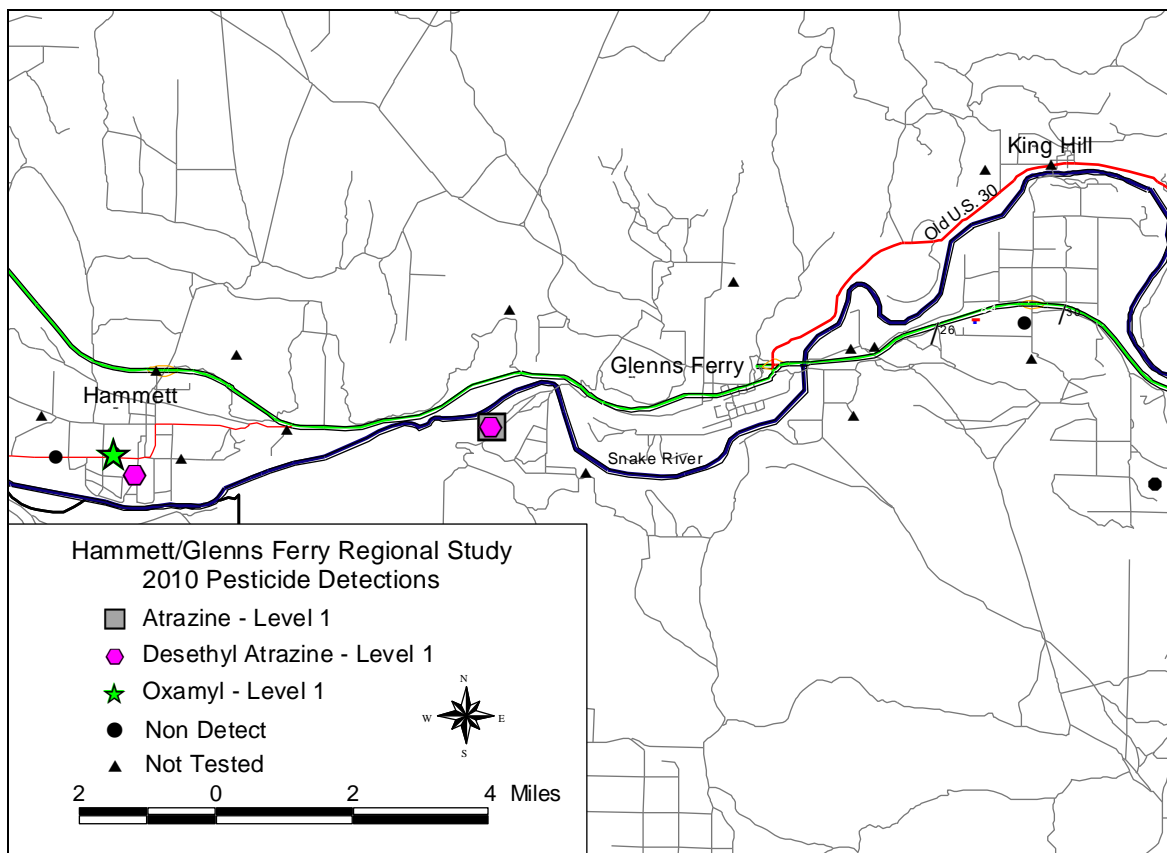 King Hill
Old U.S. 30
/26
/30
Glenns Ferry
Hammett
Snake River
Hammett/Glenns Ferry Regional Study
2010 Pesticide Detections
Atrazine - Level 1
Desethyl Atrazine - Level 1
Oxamyl - Level 1
Non Detect
Not Tested
N
W E
S
2 0 2 4 Miles